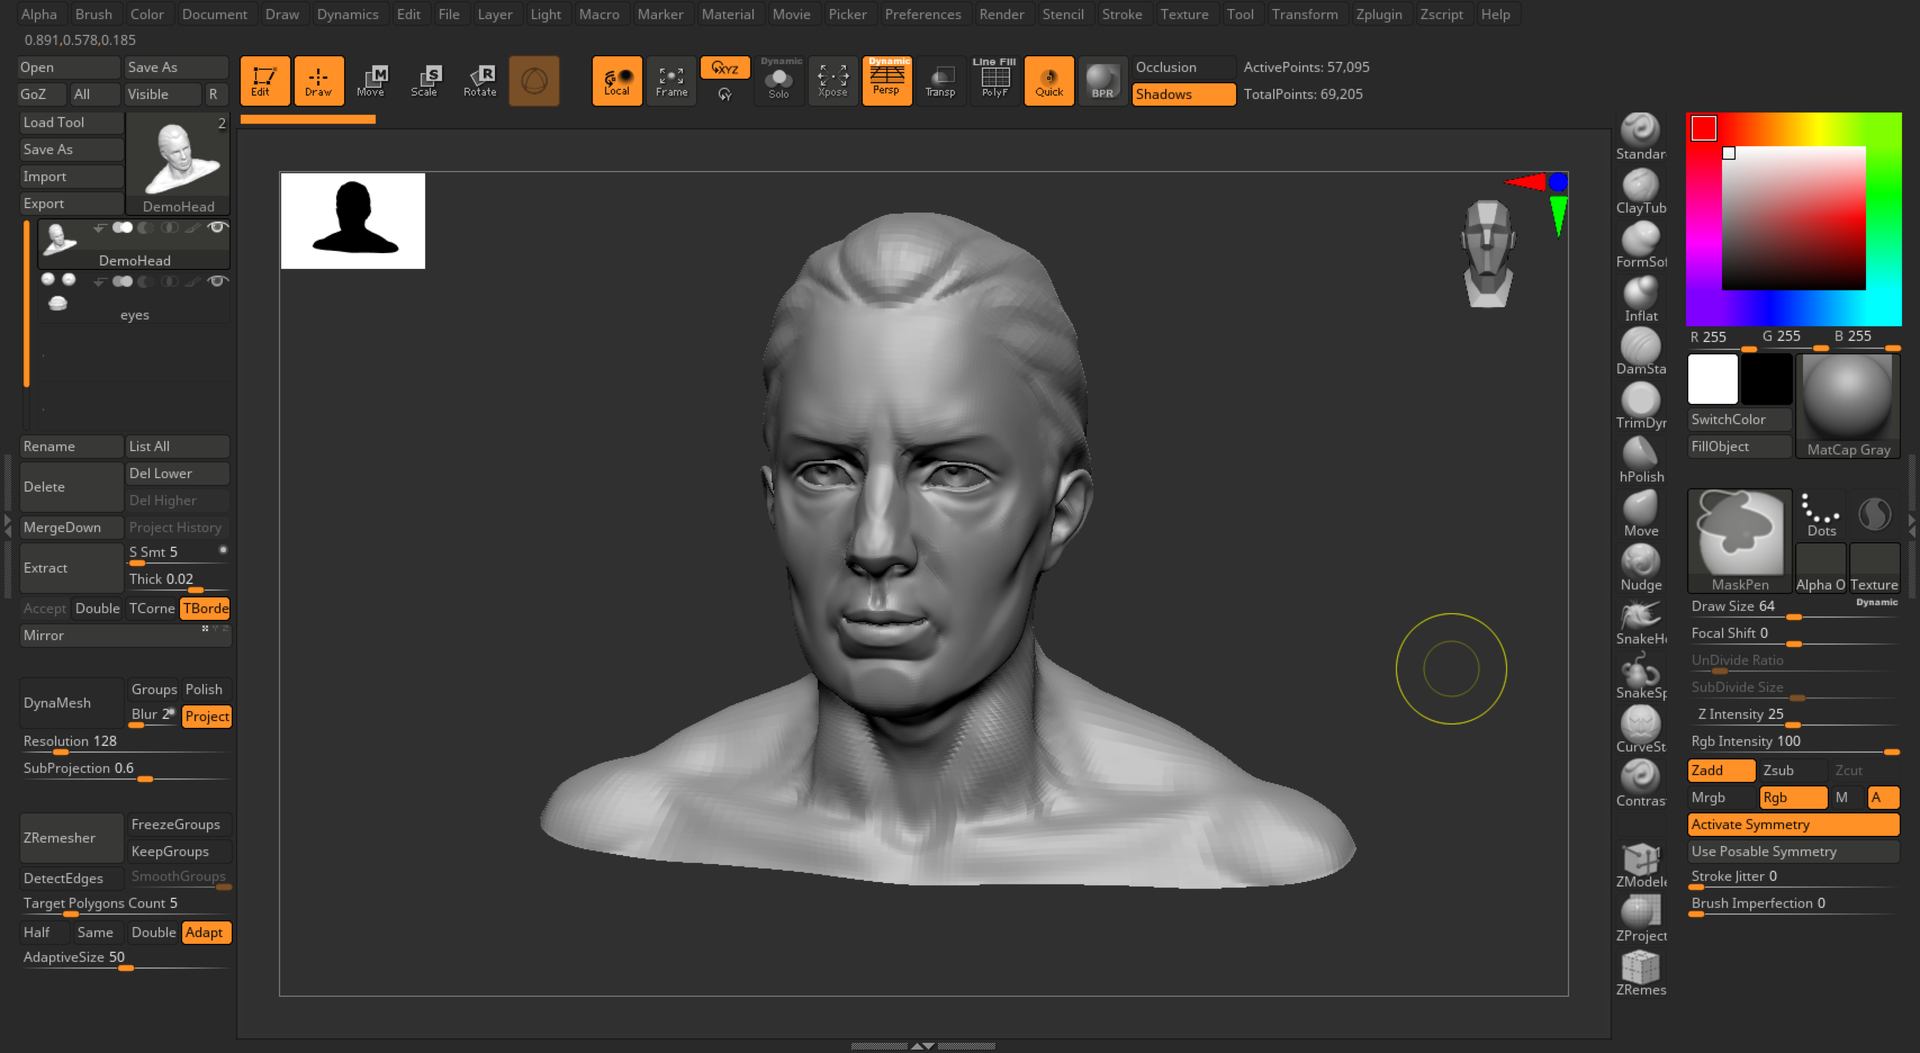 Alpha Brush Color Document Draw Dynamics Edit File Layer Light Macro Marker Material Movie Picker Preferences Render Stencil Stroke Texture Tool Transform Zplugin Zscript Help
0.891,0.578,0.185
Open Save As
GoZ All Visible R
Edit Draw Move Scale Rotate
M S R
Local Frame XYZ Y Dynamic Solo Xpose Dynamic Persp Transp Line Fill PolyF Quick BPR
Occlusion ActivePoints: 57,095
Shadows TotalPoints: 69,205
Load Tool
Save As
Import
Export
2
DemoHead
DemoHead
eyes
Rename List All
Delete Del Lower
Del Higher
MergeDown Project History
Extract S Smt 5
Thick 0.02
Accept Double TCorne TBorde
Mirror
DynaMesh Groups Polish
Blur 2 Project
Resolution 128
SubProjection 0.6
ZRemesher FreezeGroups
KeepGroups
DetectEdges SmoothGroups
Target Polygons Count 5
Half Same Double Adapt
AdaptiveSize 50
Standar
ClayTub
FormSof
Inflat
DamSta
TrimDyn
hPolish
Move
Nudge
SnakeHo
SnakeSp
CurveSt
Contras
ZModele
ZProject
ZRemes
R 255 G 255 B 255
SwitchColor
FillObject
MatCap Gray
MaskPen
Dots
Alpha O Texture
Draw Size 64 Dynamic
Focal Shift 0
UnDivide Ratio
SubDivide Size
Z Intensity 25
Rgb Intensity 100
Zadd Zsub Zcut
Mrgb Rgb M A
Activate Symmetry
Use Posable Symmetry
Stroke Jitter 0
Brush Imperfection 0